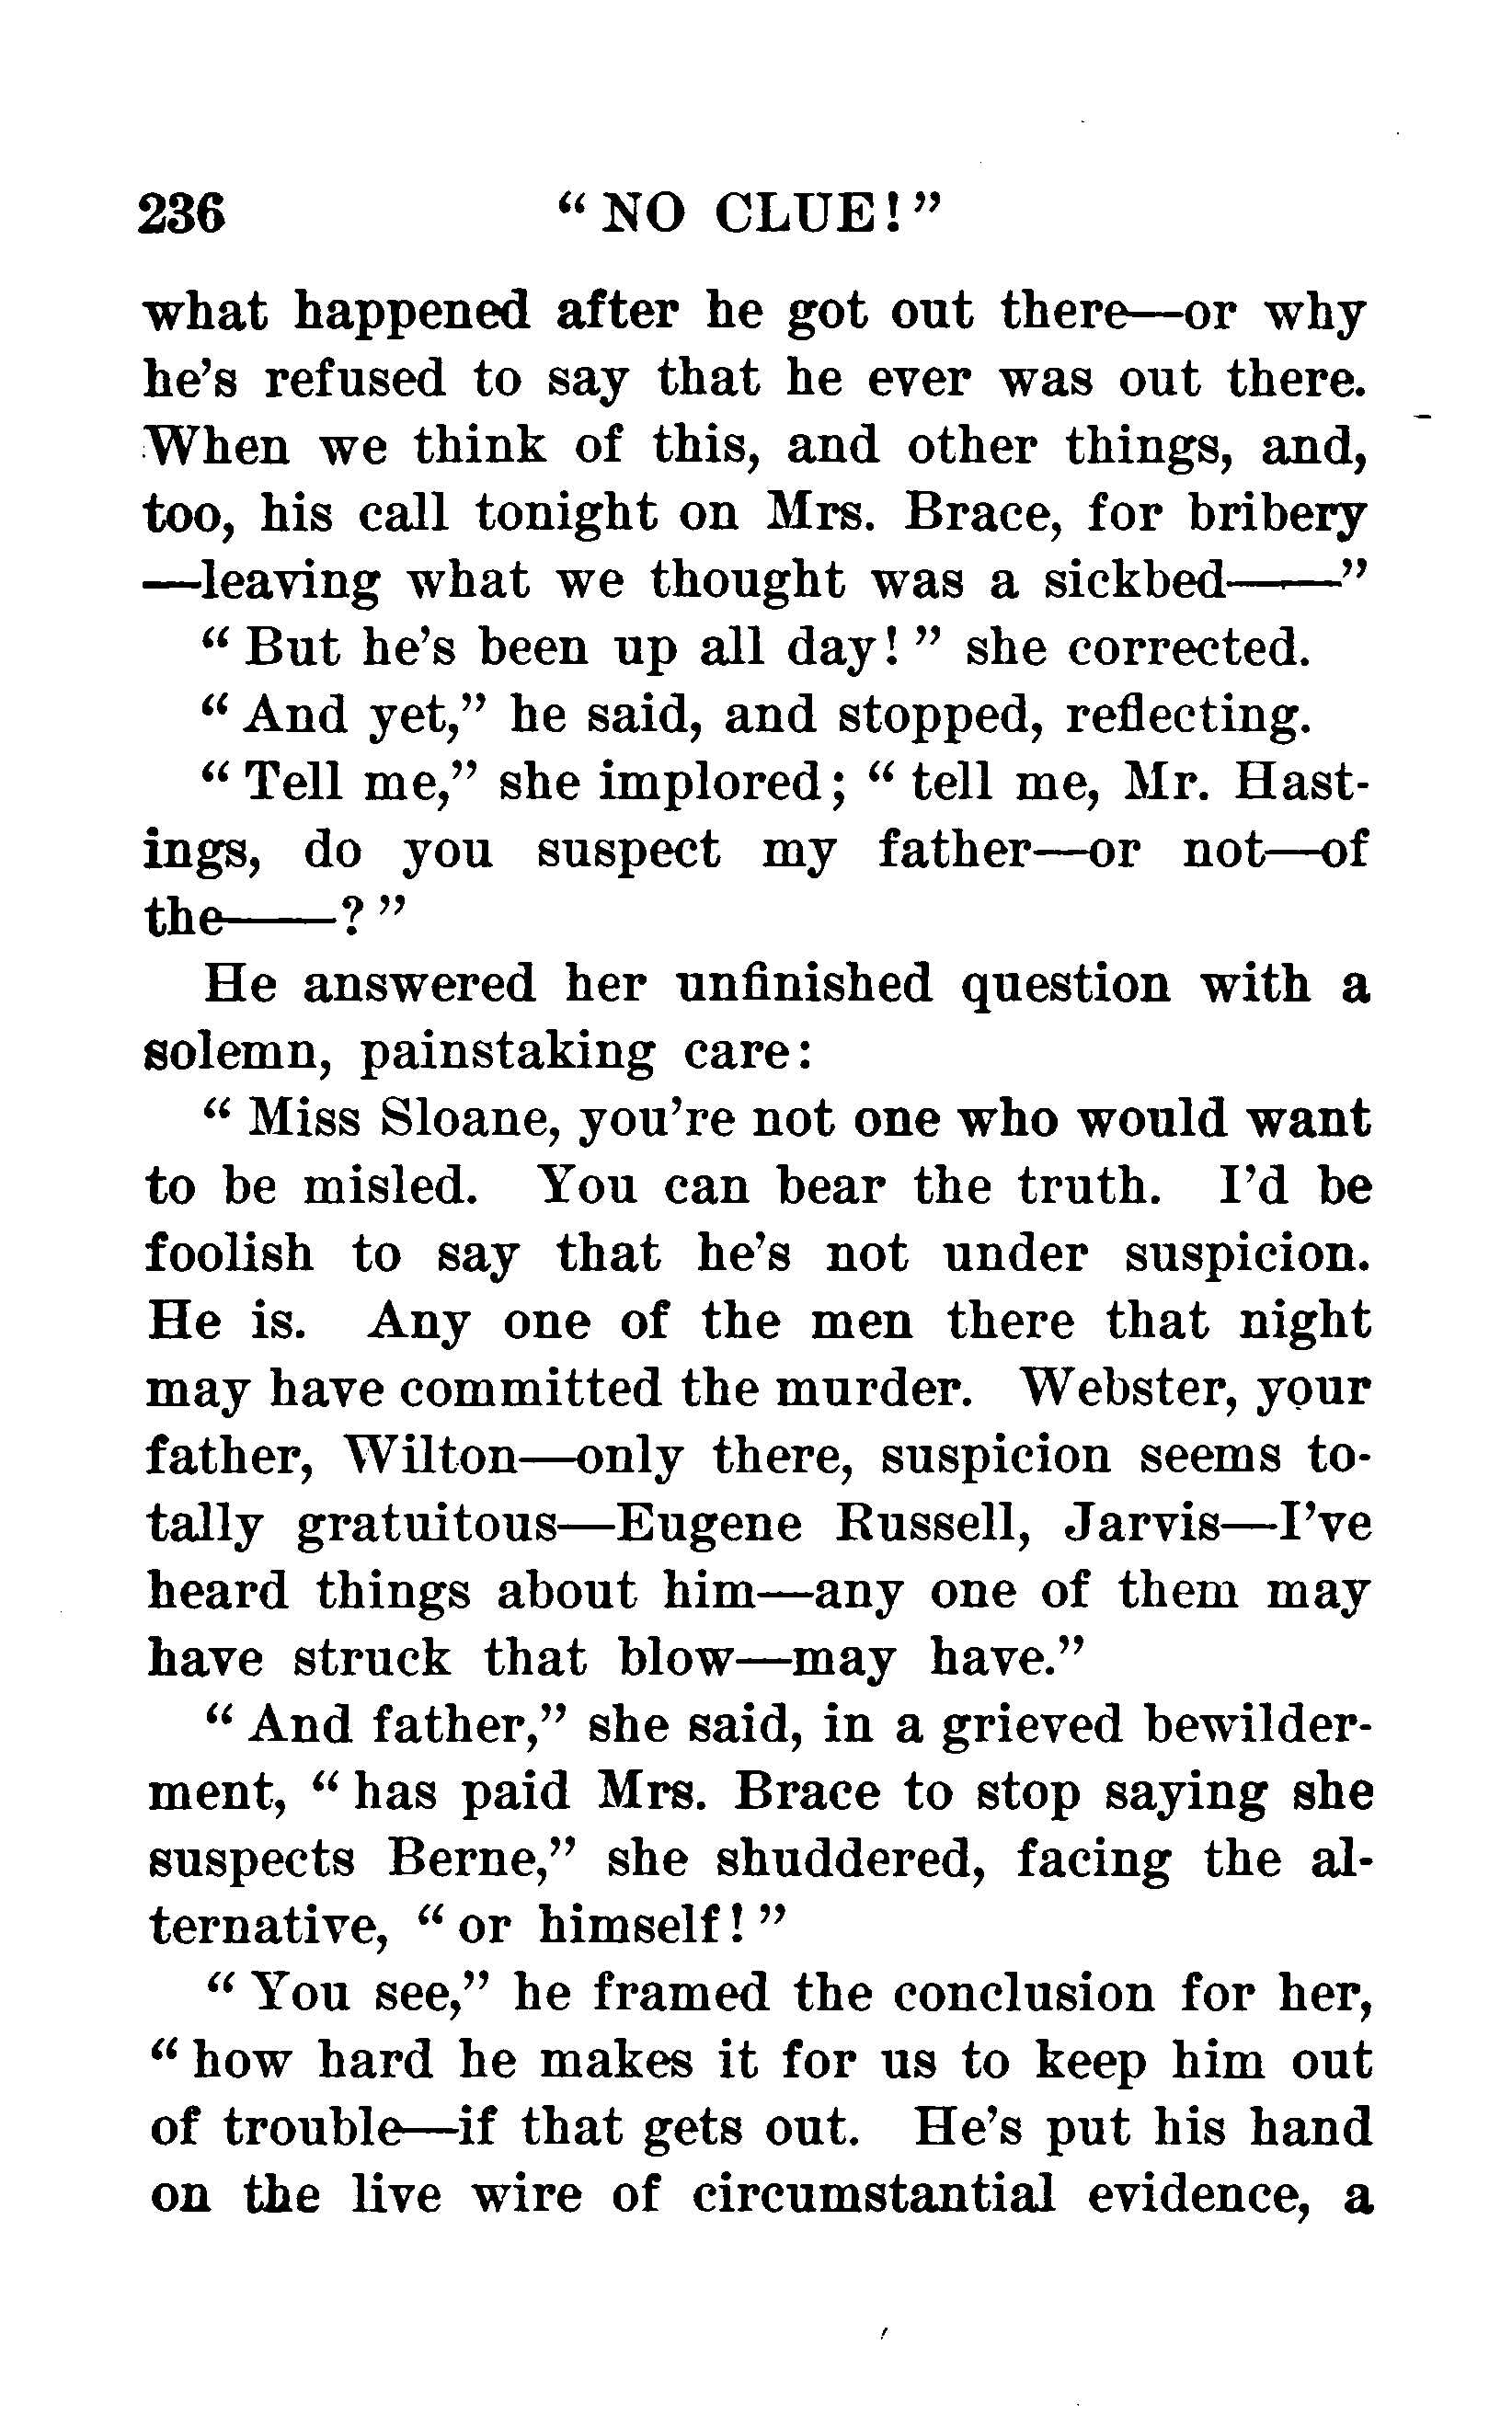 236 “ NO CLUE! ”
what happened after he got out there—or why
he’s refused to say that he ever was out there.
When we think of this, and other things, and,
too, his call tonight on Mrs. Brace, for bribery
—leaving what we thought was a sickbed——”
“ But he’s been up all day! ” she corrected.
“ And yet,” he said, and stopped, reflecting.
“ Tell me,” she implored; “ tell me, Mr. Hast-
ings, do you suspect my father—or not—of
the——? ”
He answered her unfinished question with a
solemn, painstaking care:
“ Miss Sloane, you’re not one who would want
to be misled. You can bear the truth. I’d be
foolish to say that he’s not under suspicion.
He is. Any one of the men there that night
may have committed the murder. Webster, your
father, Wilton—only there, suspicion seems to-
tally gratuitous—Eugene Russell, Jarvis—I’ve
heard things about him—any one of them may
have struck that blow—may have.”
“ And father,” she said, in a grieved bewilder-
ment, “ has paid Mrs. Brace to stop saying she
suspects Berne,” she shuddered, facing the al-
ternative, “ or himself! ”
“ You see,” he framed the conclusion for her,
“ how hard he makes it for us to keep him out
of trouble—if that gets out. He’s put his hand
on the live wire of circumstantial evidence, a